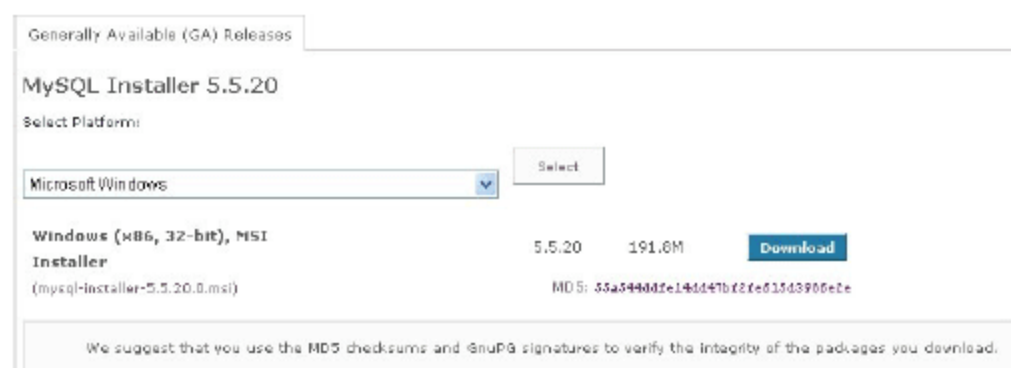 Generally Available (GA) Releases
MySQL Installer 5.5.20
Select Platform:
Select
Microsoft Windows
Windows (x86, 32-bit), MSI
Installer
5.5.20 191.8M Download
(mysql-installer-5.5.20.0.msi)
MD5:
We suggest that you use the MD5 checksums and GnuPG signatures to verify the integrity of the packages you download.